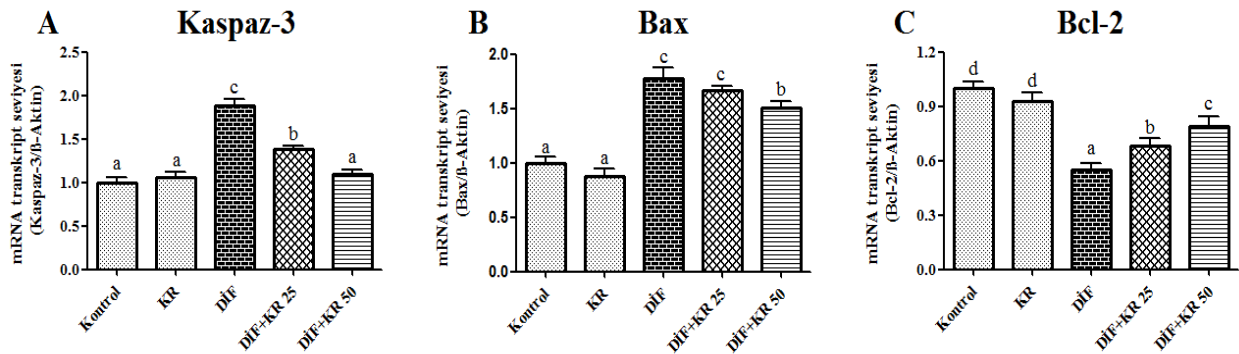 A
Kaspaz-3
mRNA transkript seviyesi
(Kaspaz-3/ß-Aktin)
2.5
2.0
1.5
1.0
0.5
0.0
a
a
c
b
a
Kontrol
KR
DİF
DİF+KR 25
DİF+KR 50
B
Bax
mRNA transkript seviyesi
(Bax/ß-Aktin)
2.0
1.5
1.0
0.5
0.0
a
a
c
c
b
Kontrol
KR
DİF
DİF+KR 25
DİF+KR 50
C
Bcl-2
mRNA transkript seviyesi
(Bcl-2/ß-Aktin)
1.2
0.9
0.6
0.3
0.0
d
d
a
b
c
Kontrol
KR
DİF
DİF+KR 25
DİF+KR 50